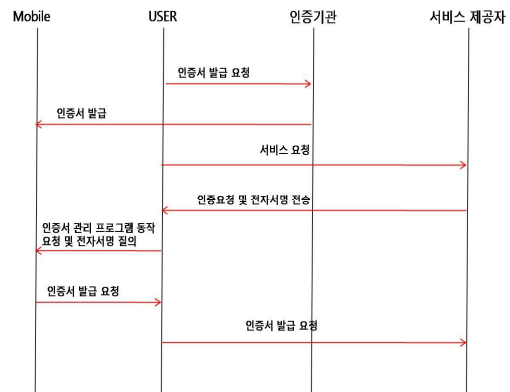 Mobile
USER
인증기관
서비스 제공자
인증서 발급 요청
인증서 발급
서비스 요청
인증요청 및 전자서명 전송
인증서 관리 프로그램 동작
요청 및 전자서명 질의
인증서 발급 요청
인증서 발급 요청